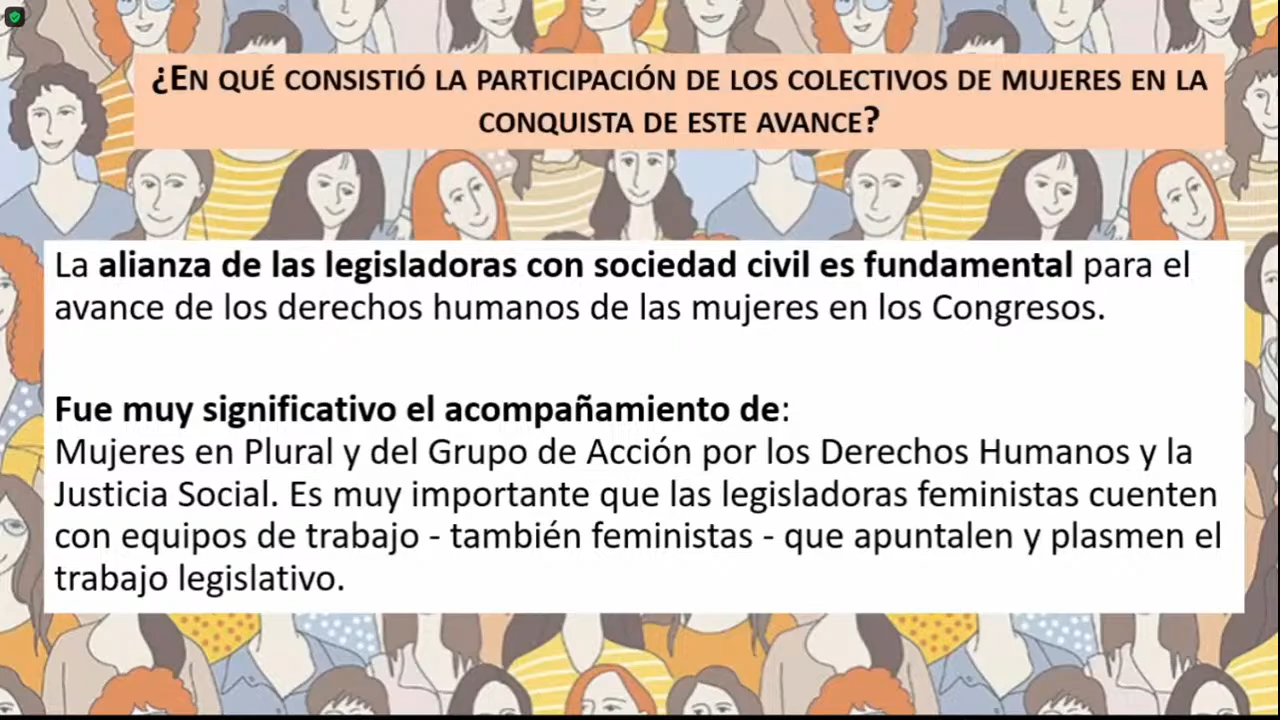 ¿EN QUÉ CONSISTIÓ LA PARTICIPACIÓN DE LOS COLECTIVOS DE MUJERES EN LA
CONQUISTA DE ESTE AVANCE?
La alianza de las legisladoras con sociedad civil es fundamental para el
avance de los derechos humanos de las mujeres en los Congresos.
Fue muy significativo el acompañamiento de:
Mujeres en Plural y del Grupo de Acción por los Derechos Humanos y la
Justicia Social. Es muy importante que las legisladoras feministas cuenten
con equipos de trabajo - también feministas - que apuntalen y plasmen el
trabajo legislativo.